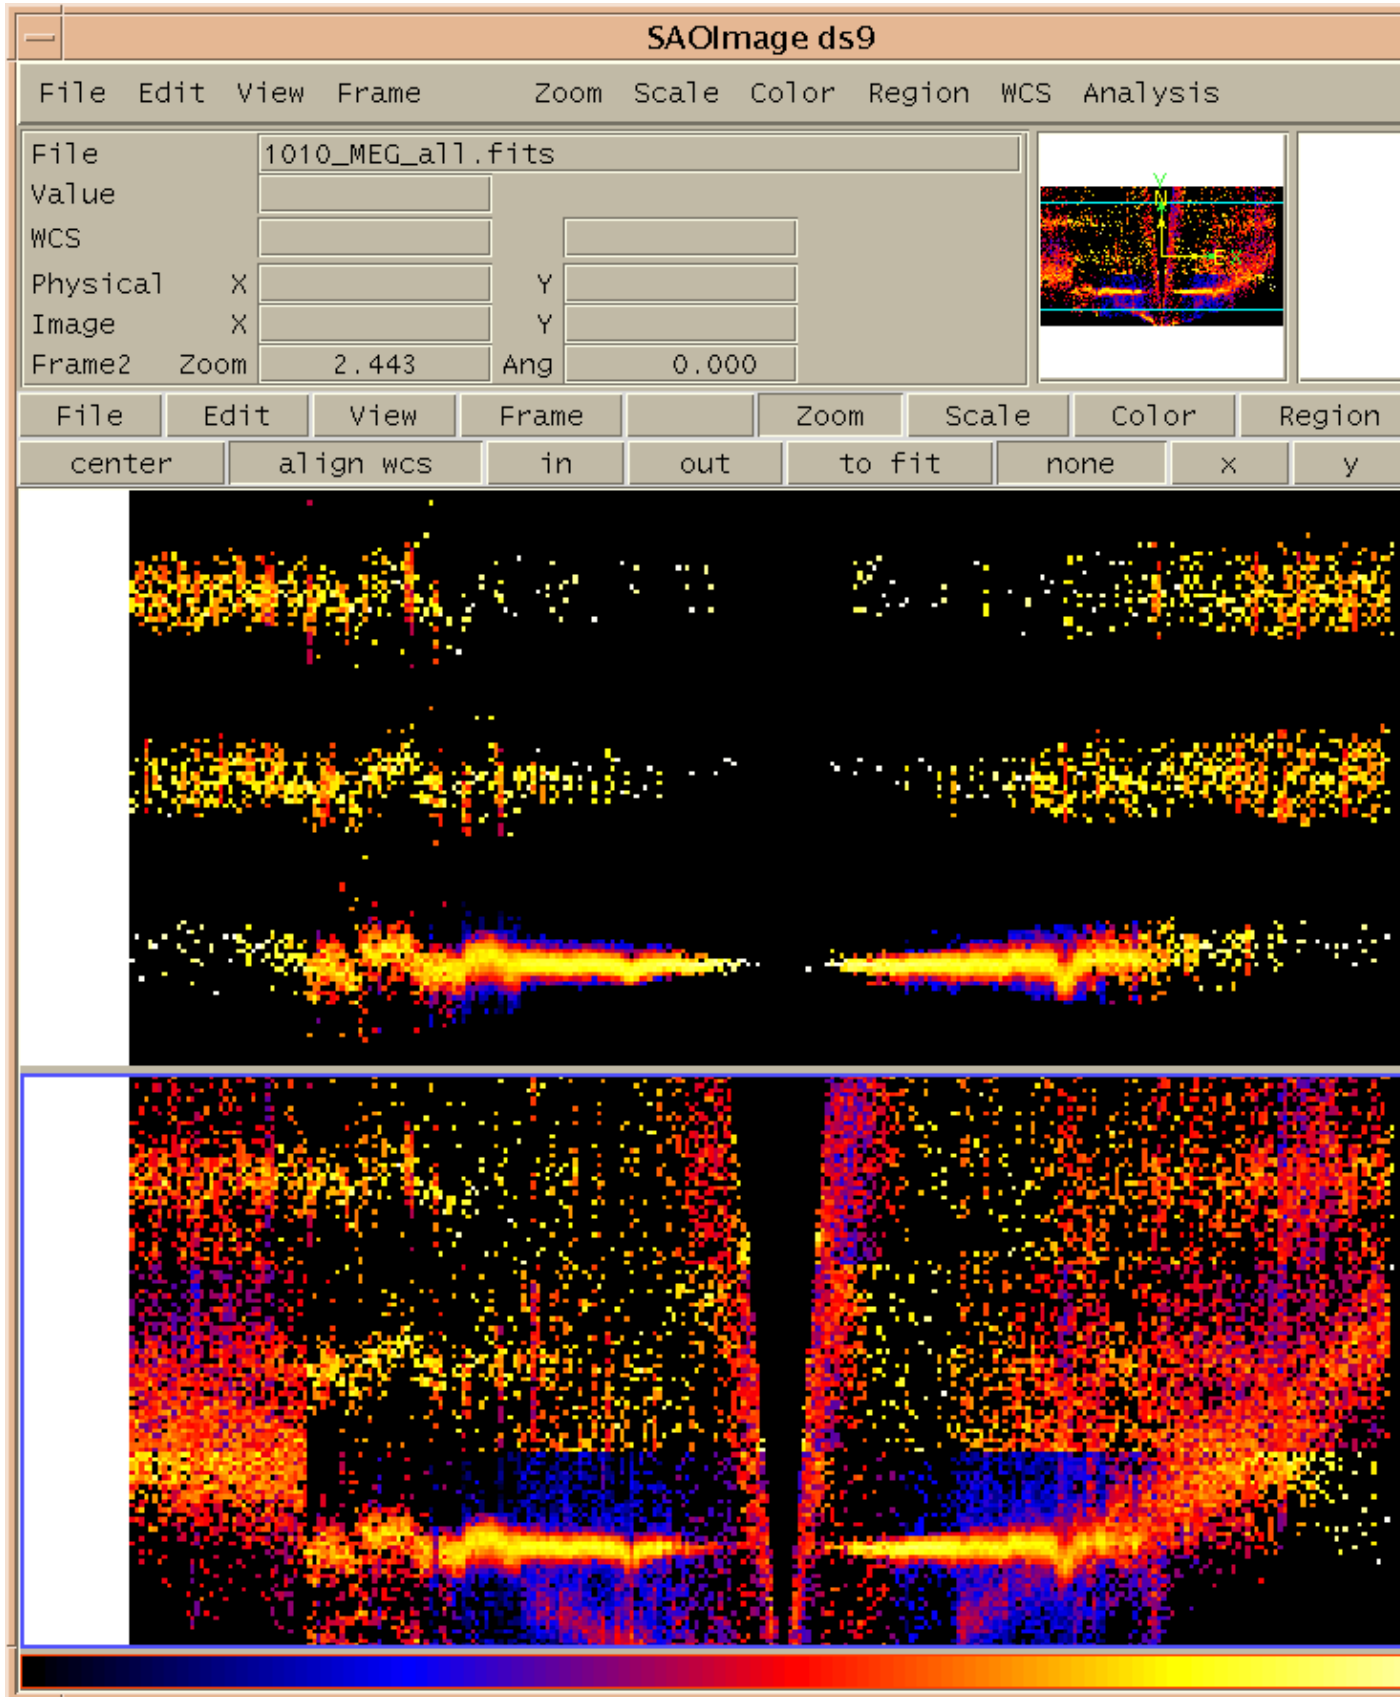 SAOImage ds9
File Edit View Frame Zoom Scale Color Region WCS Analysis
File 1010_MEG_all.fits
Value
WCS
Physical X Y
Image X Y
Frame2 Zoom 2.443 Ang 0.000
Y
N
E X
File Edit View Frame Zoom Scale Color Region
center align wcs in out to fit none x y